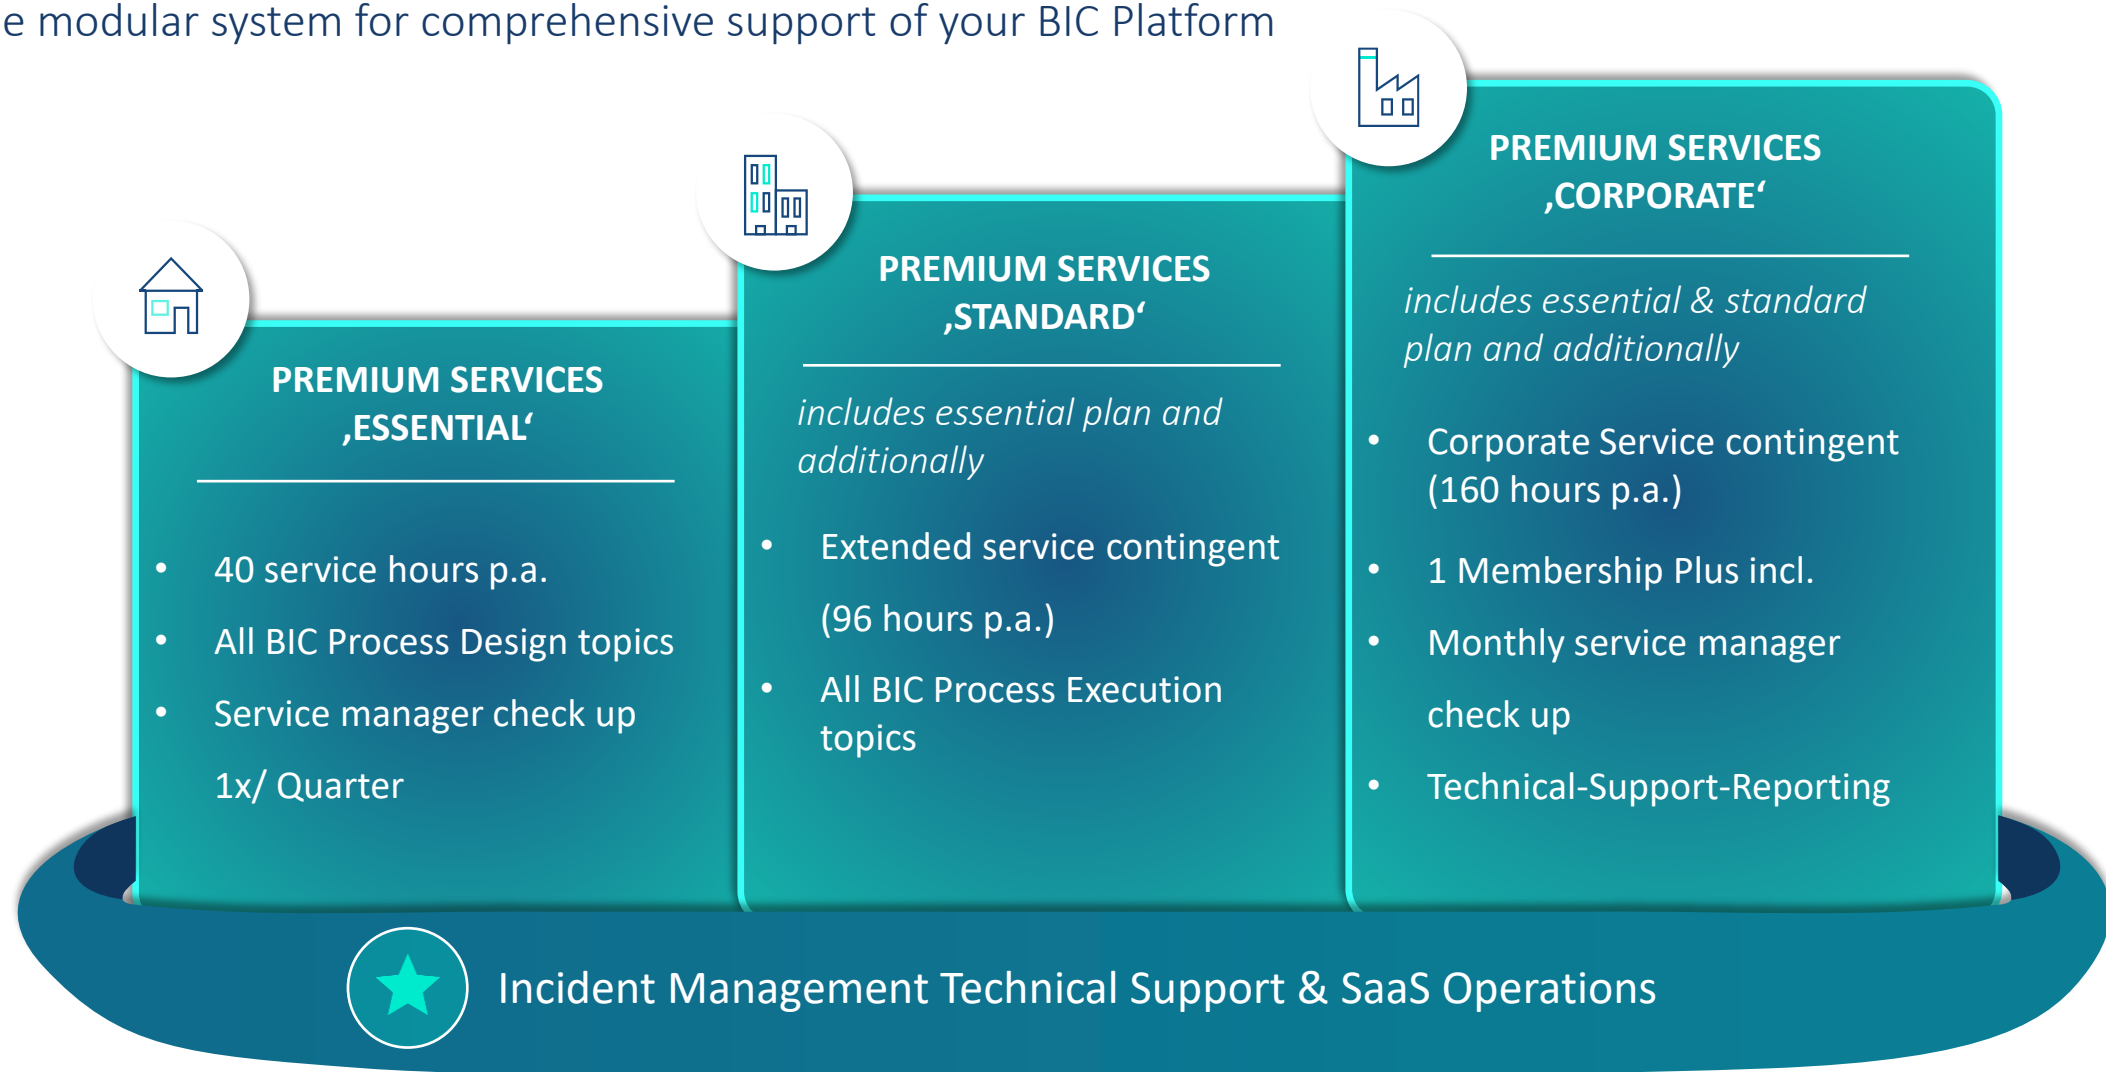 e modular system for comprehensive support of your BIC Platform
PREMIUM SERVICES
‚ESSENTIAL‘
• 40 service hours p.a.
• All BIC Process Design topics
• Service manager check up
1x/ Quarter
PREMIUM SERVICES
‚STANDARD‘
includes essential plan and
additionally
• Extended service contingent
(96 hours p.a.)
• All BIC Process Execution
topics
PREMIUM SERVICES
‚CORPORATE‘
includes essential & standard
plan and additionally
• Corporate Service contingent
(160 hours p.a.)
• 1 Membership Plus incl.
• Monthly service manager
check up
• Technical-Support-Reporting
Incident Management Technical Support & SaaS Operations